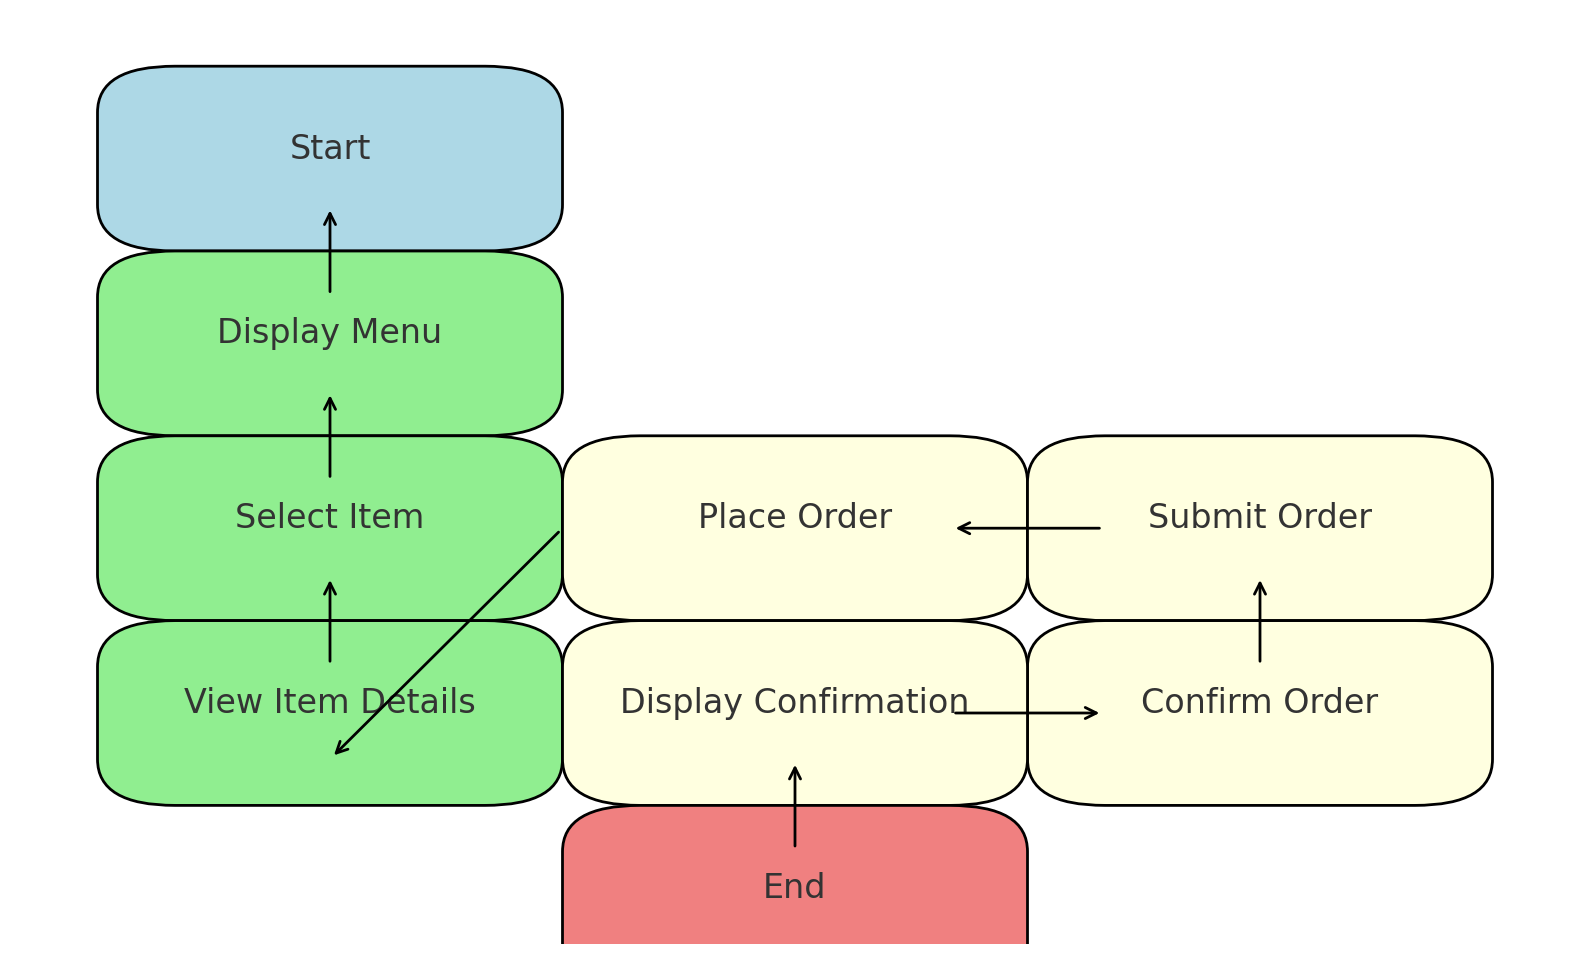 Start
Display Menu
Select Item
Place Order
Submit Order
View Item Details
Display Confirmation
Confirm Order
End